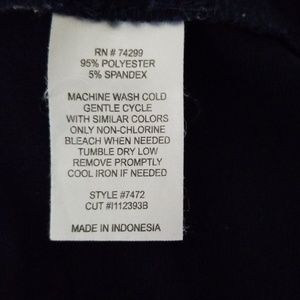 RN # 74299
95% POLYESTER
5% SPANDEX
MACHINE WASH COLD
GENTLE CYCLE
WITH SIMILAR COLORS
ONLY NON-CHLORINE
BLEACH WHEN NEEDED
TUMBLE DRY LOW
REMOVE PROMPTLY
COOL IRON IF NEEDED
STYLE #7472
CUT #I112393B
MADE IN INDONESIA